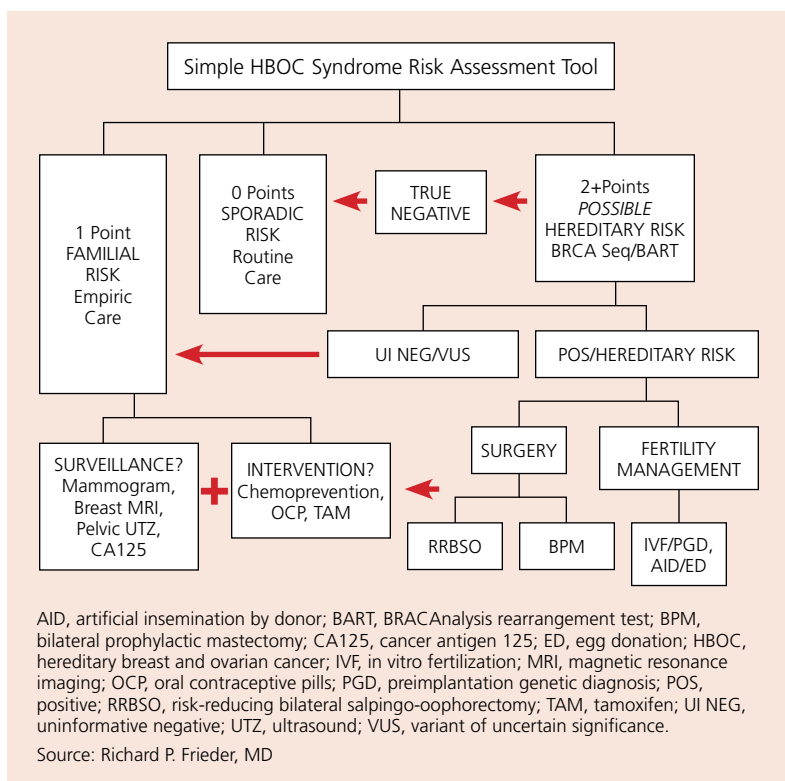 Simple HBOC Syndrome Risk Assessment Tool
1 Point
FAMILIAL
RISK
Empiric
Care
0 Points
SPORADIC
RISK
Routine
Care
TRUE
NEGATIVE
2+Points
POSSIBLE
HEREDITARY RISK
BRCA Seq/BART
UI NEG/VUS
POS/HEREDITARY RISK
SURVEILLANCE?
Mammogram,
Breast MRI,
Pelvic UTZ,
CA125
+
INTERVENTION?
Chemoprevention,
OCP, TAM
SURGERY
FERTILITY
MANAGEMENT
RRBSO
BPM
IVF/PGD,
AID/ED
AID, artificial insemination by donor; BART, BRACAnalysis rearrangement test; BPM,
bilateral prophylactic mastectomy; CA125, cancer antigen 125; ED, egg donation; HBOC,
hereditary breast and ovarian cancer; IVF, in vitro fertilization; MRI, magnetic resonance
imaging; OCP, oral contraceptive pills; PGD, preimplantation genetic diagnosis; POS,
positive; RRBSO, risk-reducing bilateral salpingo-oophorectomy; TAM, tamoxifen; UI NEG,
uninformative negative; UTZ, ultrasound; VUS, variant of uncertain significance.
Source: Richard P. Frieder, MD